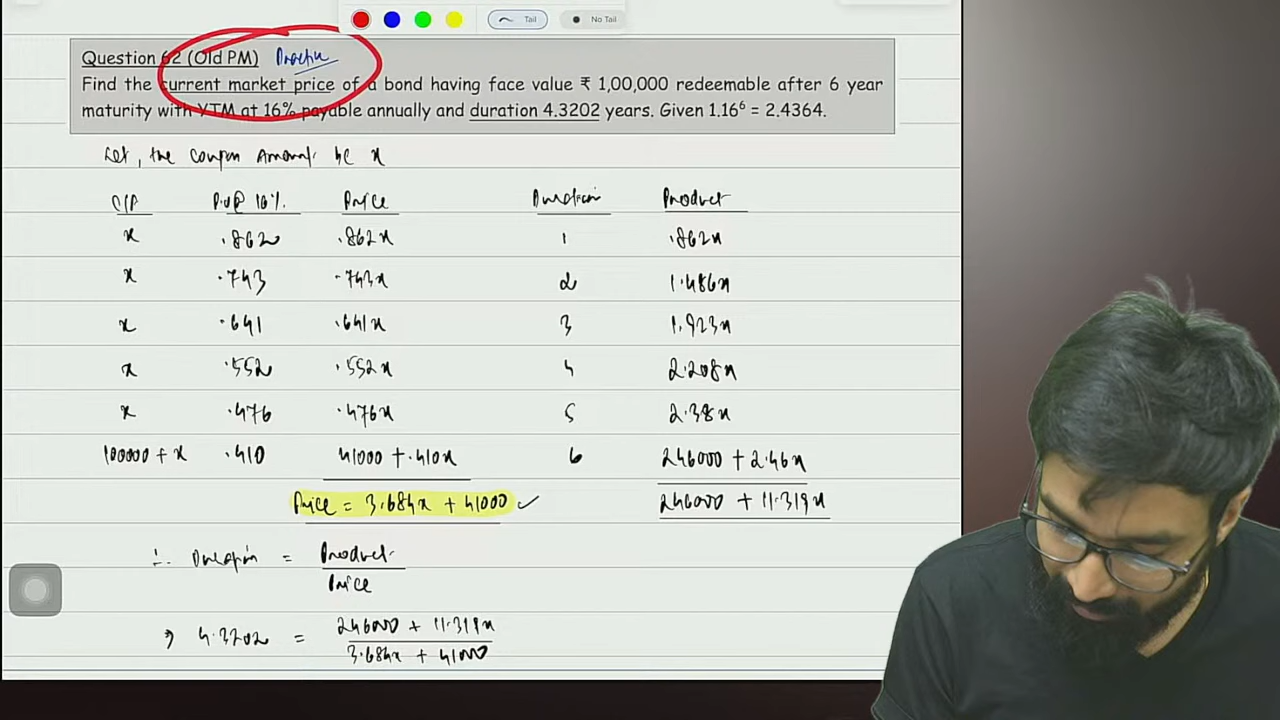 Tail
No Tail
Question 62 (Old PM) Practice
Find the current market price of a bond having face value ₹ 1,00,000 redeemable after 6 year
maturity with YTM at 16% payable annually and duration 4.3202 years. Given 1.16⁶ = 2.4364.
Let, the Coupon Amount be x
C/F P.V@ 16% Price Duration Product
x .862 .862x 1 .862x
x .743 .743x 2 1.486x
x .641 .641x 3 1.923x
x .552 .552x 4 2.208x
x .476 .476x 5 2.38x
100000 + x .410 41000 + .410x 6 246000 + 2.46x
Price = 3.684x + 41000 ✓ 246000 + 11.319x
∴ Duration = Product
Price
⇒ 4.3202 = 246000 + 11.319x
3.684x + 41000